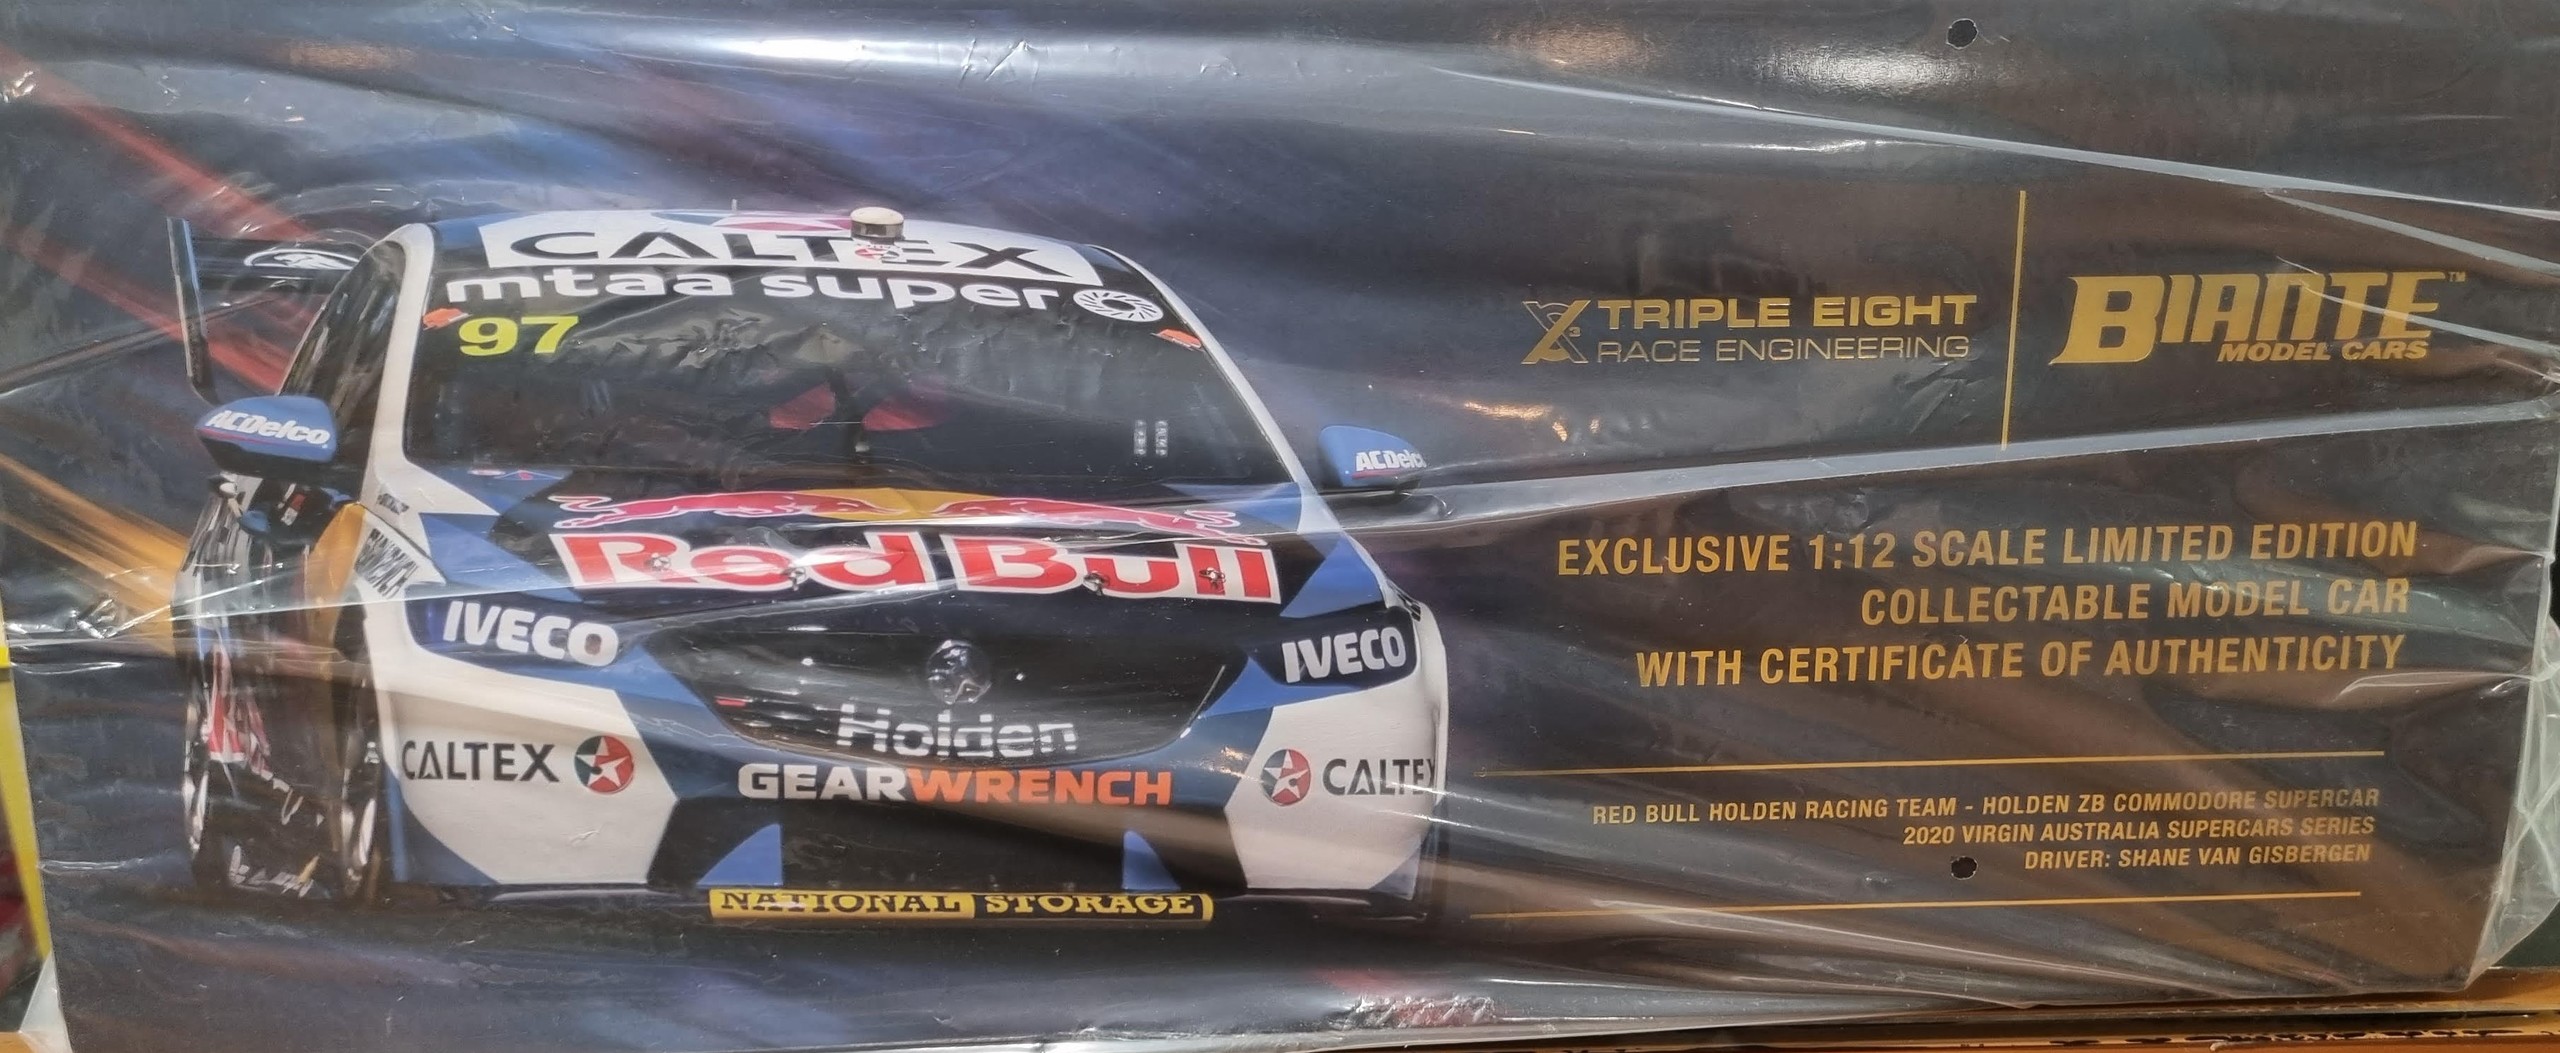 CALTEX
mtaa super
97
ACDelco
ACDelc
Red Bull
IVECO
IVECO
Holden
CALTEX
CALTEX
GEARWRENCH
NATIONAL STORAGE
TRIPLE EIGHT
RACE ENGINEERING
BIANTE™
MODEL CARS
EXCLUSIVE 1:12 SCALE LIMITED EDITION
COLLECTABLE MODEL CAR
WITH CERTIFICATE OF AUTHENTICITY
RED BULL HOLDEN RACING TEAM - HOLDEN ZB COMMODORE SUPERCAR
2020 VIRGIN AUSTRALIA SUPERCARS SERIES
DRIVER: SHANE VAN GISBERGEN